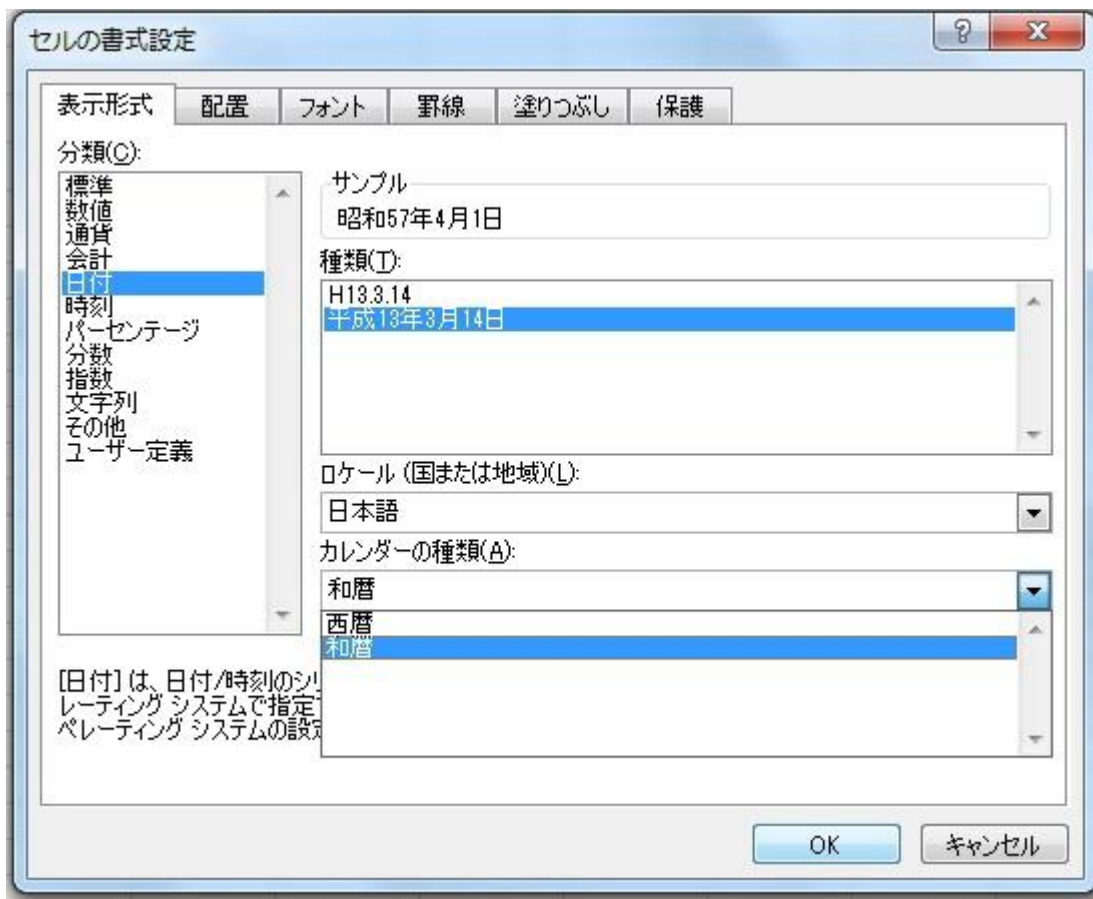 セルの書式設定
表示形式 配置 フォント 罫線 塗りつぶし 保護
分類(C):
標準
数値
通貨
会計
日付
時刻
パーセンテージ
分数
指数
文字列
その他
ユーザー定義
サンプル
昭和57年4月1日
種類(T):
H13.3.14
平成13年3月14日
ロケール (国または地域)(L):
日本語
カレンダーの種類(A):
和暦
西暦
和暦
[日付] は、日付/時刻のシリ
レーティング システムで指定
ペレーティング システムの設定
OK キャンセル